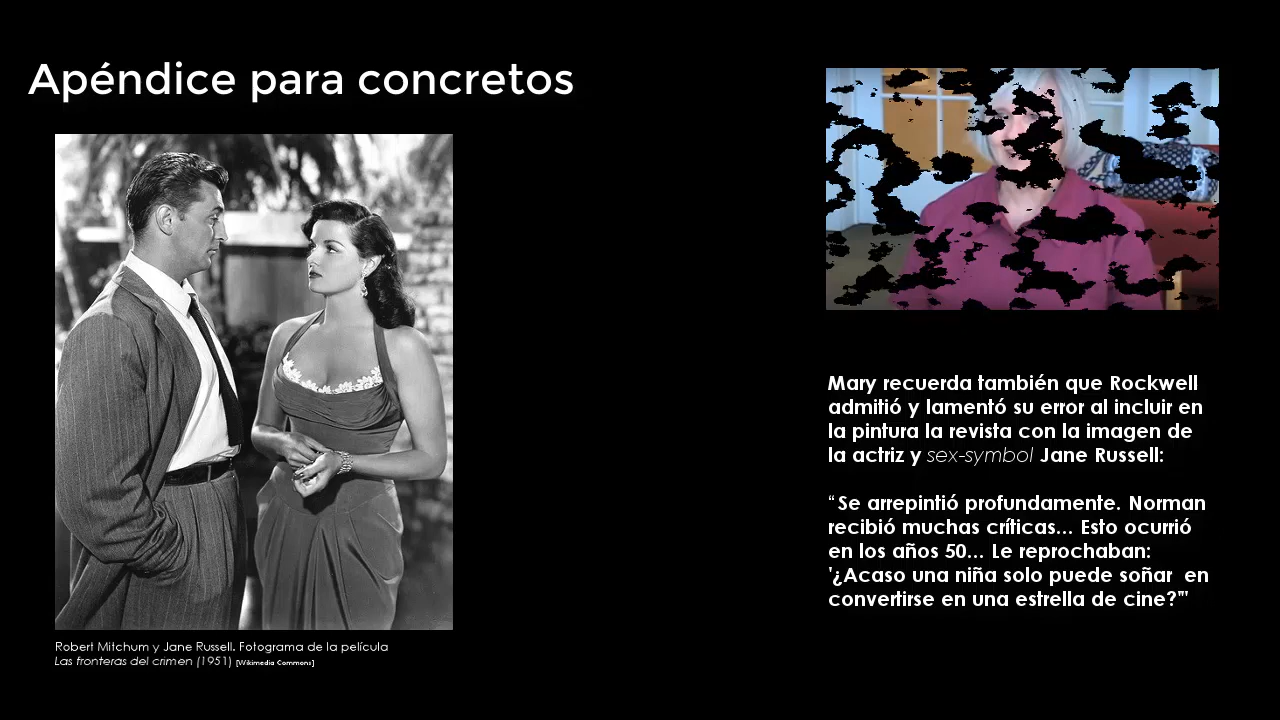 Apéndice para concretos
Robert Mitchum y Jane Russell. Fotograma de la película
Las fronteras del crimen (1951) [Wikimedia Commons]
Mary recuerda también que Rockwell
admitió y lamentó su error al incluir en
la pintura la revista con la imagen de
la actriz y sex-symbol Jane Russell:
“Se arrepintió profundamente. Norman
recibió muchas críticas... Esto ocurrió
en los años 50... Le reprochaban:
'¿Acaso una niña solo puede soñar  en
convertirse en una estrella de cine?'"